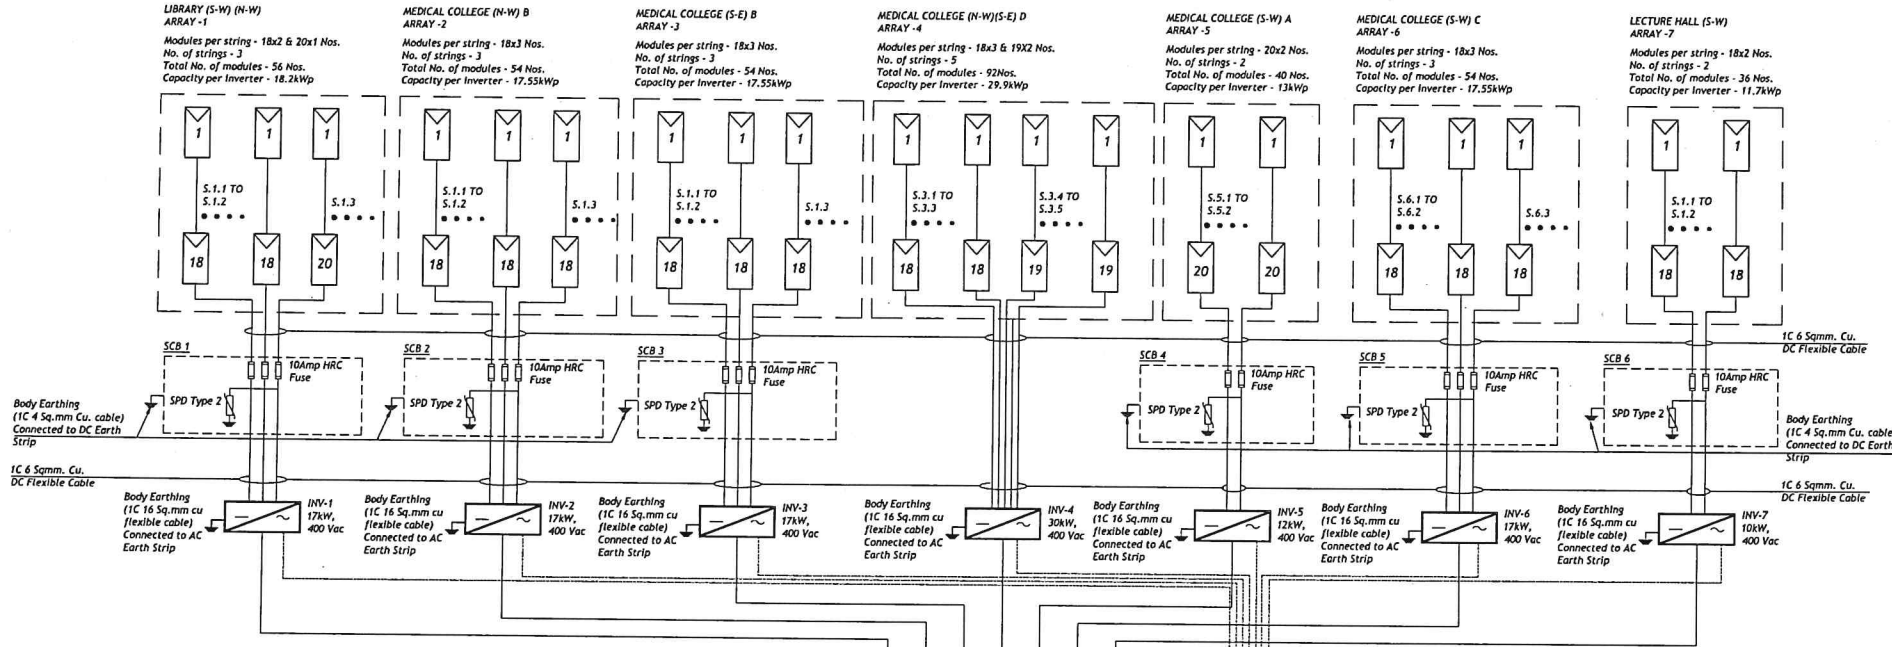 LIBRARY (S-W) (N-W)
ARRAY -1
Modules per string - 18x2 & 20x1 Nos.
No. of strings - 3
Total No. of modules - 56 Nos.
Capacity per Inverter - 18.2kWp
MEDICAL COLLEGE (N-W) B
ARRAY -2
Modules per string - 18x3 Nos.
No. of strings - 3
Total No. of modules - 54 Nos.
Capacity per Inverter - 17.55kWp
MEDICAL COLLEGE (S-E) B
ARRAY -3
Modules per string - 18x3 Nos.
No. of strings - 3
Total No. of modules - 54 Nos.
Capacity per Inverter - 17.55kWp
MEDICAL COLLEGE (N-W)(S-E) D
ARRAY -4
Modules per string - 18x3 & 19X2 Nos.
No. of strings - 5
Total No. of modules - 92Nos.
Capacity per Inverter - 29.9kWp
MEDICAL COLLEGE (S-W) A
ARRAY -5
Modules per string - 20x2 Nos.
No. of strings - 2
Total No. of modules - 40 Nos.
Capacity per Inverter - 13kWp
MEDICAL COLLEGE (S-W) C
ARRAY -6
Modules per string - 18x3 Nos.
No. of strings - 3
Total No. of modules - 54 Nos.
Capacity per Inverter - 17.55kWp
LECTURE HALL (S-W)
ARRAY -7
Modules per string - 18x2 Nos.
No. of strings - 2
Total No. of modules - 36 Nos.
Capacity per Inverter - 11.7kWp
1 1 1
1 1 1
1 1 1
1 1 1 1
1 1
1 1 1
1 1
S.1.1 TO
S.1.2
S.1.3
S.1.1 TO
S.1.2
S.1.3
S.1.1 TO
S.1.2
S.1.3
S.3.1 TO
S.3.3
S.3.4 TO
S.3.5
S.5.1 TO
S.5.2
S.6.1 TO
S.6.2
S.6.3
S.1.1 TO
S.1.2
18 18 20
18 18 18
18 18 18
18 18 19 19
20 20
18 18 18
18 18
1C 6 Sqmm. Cu.
DC Flexible Cable
SCB 1
10Amp HRC
Fuse
SPD Type 2
SCB 2
10Amp HRC
Fuse
SPD Type 2
SCB 3
10Amp HRC
Fuse
SPD Type 2
SCB 4
10Amp HRC
Fuse
SPD Type 2
SCB 5
10Amp HRC
Fuse
SPD Type 2
SCB 6
10Amp HRC
Fuse
SPD Type 2
Body Earthing
(1C 4 Sq.mm Cu. cable)
Connected to DC Earth
Strip
Body Earthing
(1C 4 Sq.mm Cu. cable
Connected to DC Earth
Strip
1C 6 Sqmm. Cu.
DC Flexible Cable
1C 6 Sqmm. Cu.
DC Flexible Cable
Body Earthing
(1C 16 Sq.mm cu
flexible cable)
Connected to AC
Earth Strip
INV-1
17kW,
400 Vac
Body Earthing
(1C 16 Sq.mm cu
flexible cable)
Connected to AC
Earth Strip
INV-2
17kW,
400 Vac
Body Earthing
(1C 16 Sq.mm cu
flexible cable)
Connected to AC
Earth Strip
INV-3
17kW,
400 Vac
Body Earthing
(1C 16 Sq.mm cu
flexible cable)
Connected to AC
Earth Strip
INV-4
30kW,
400 Vac
Body Earthing
(1C 16 Sq.mm cu
flexible cable)
Connected to AC
Earth Strip
INV-5
12kW,
400 Vac
Body Earthing
(1C 16 Sq.mm cu
flexible cable)
Connected to AC
Earth Strip
INV-6
17kW,
400 Vac
Body Earthing
(1C 16 Sq.mm cu
flexible cable)
Connected to AC
Earth Strip
INV-7
10kW,
400 Vac